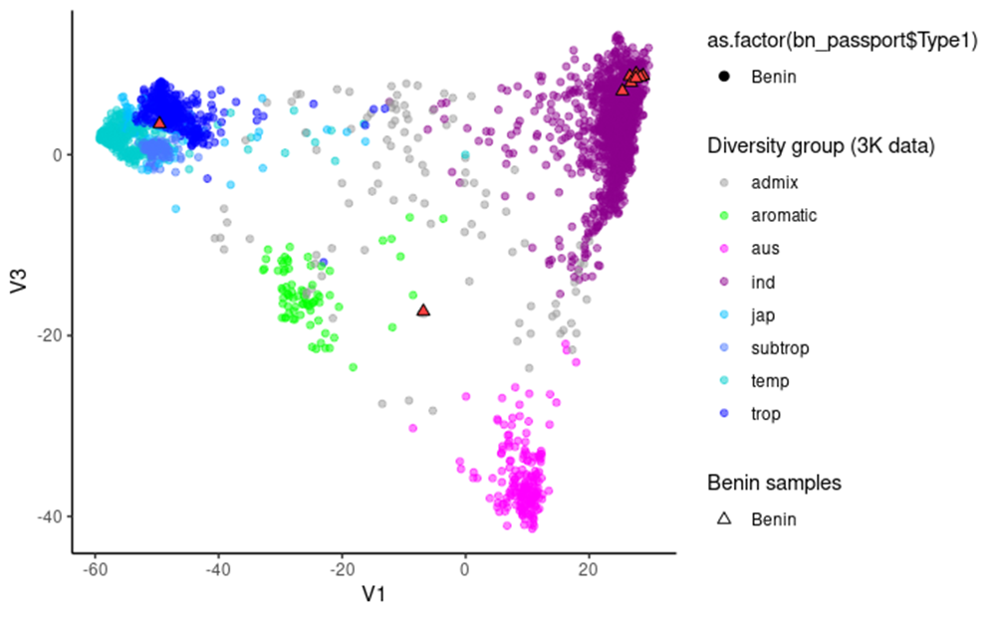 0
-20
-40
V3
-60
-40
-20
0
20
V1
as.factor(bn_passport$Type1)
Benin
Diversity group (3K data)
admix
aromatic
aus
ind
jap
subtrop
temp
trop
Benin samples
Benin